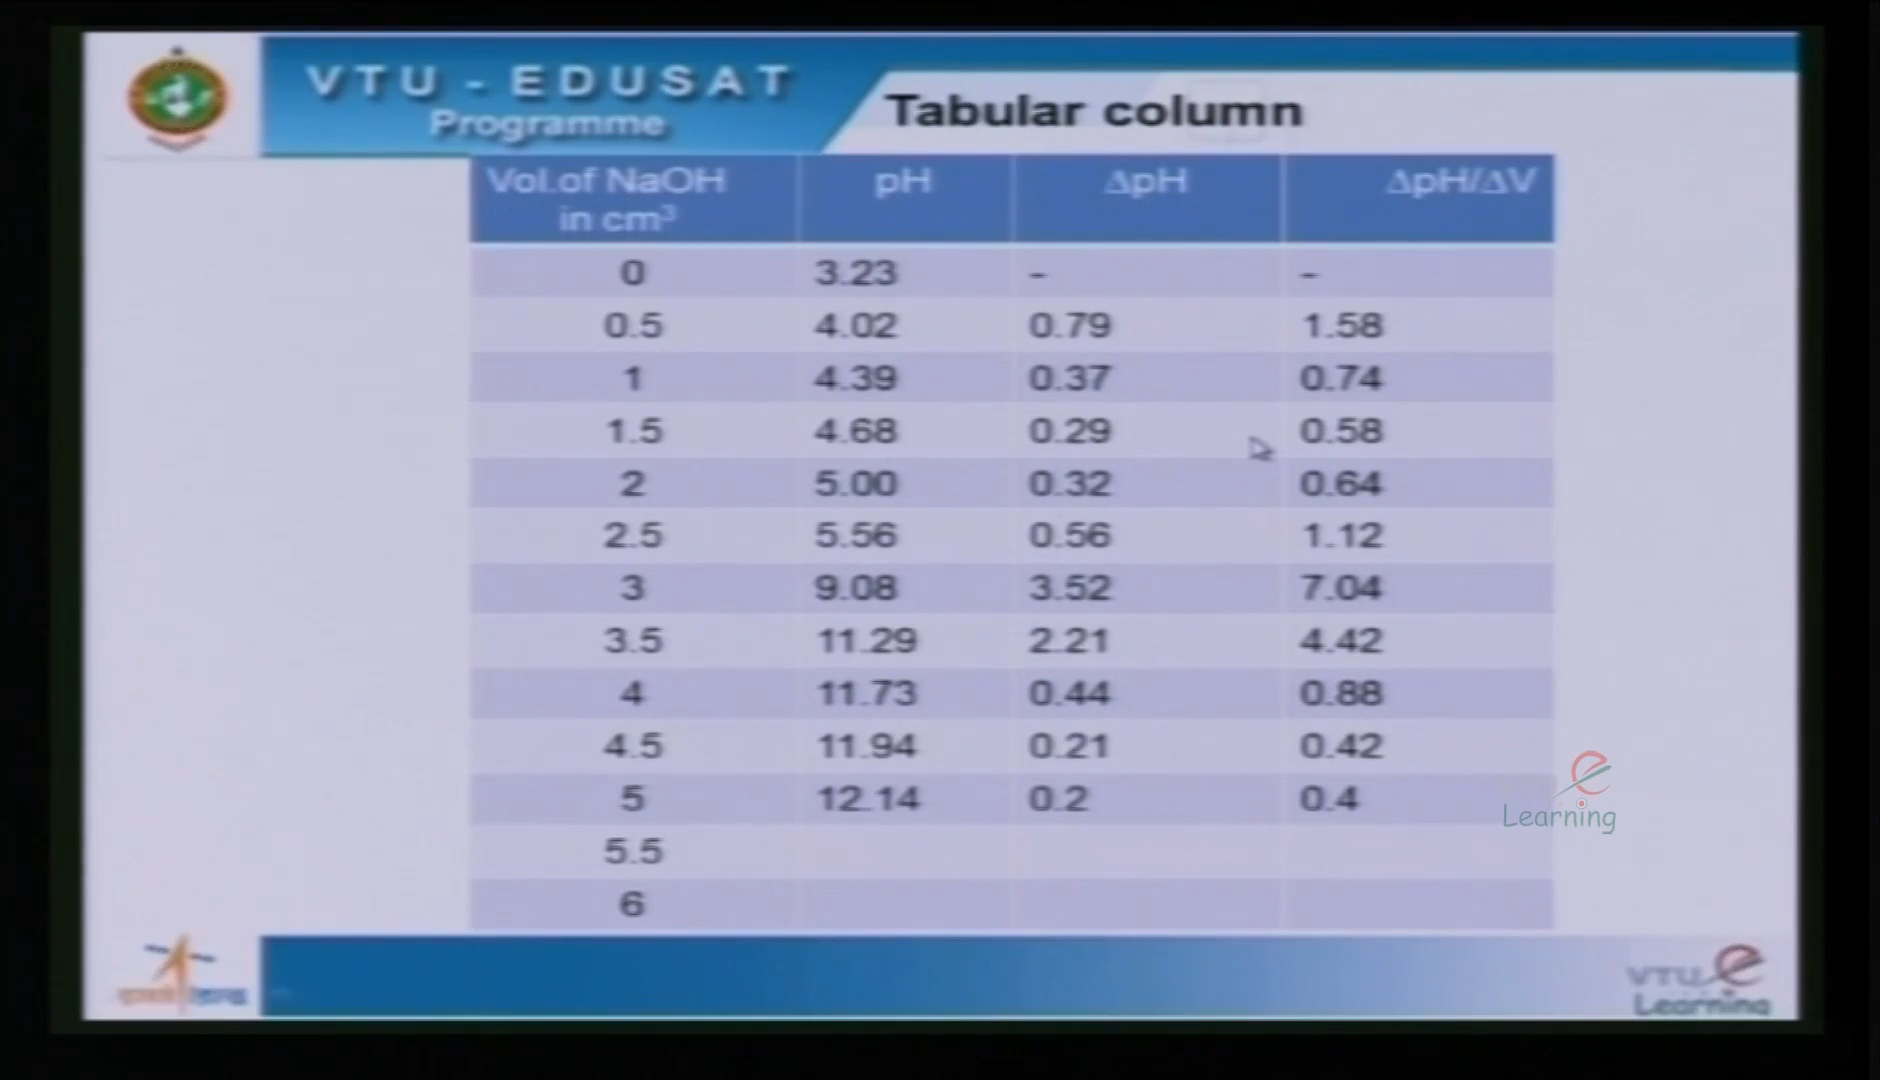 VTU - EDUSAT
Programme
Tabular column
Vol.of NaOH in cm³ pH ΔpH ΔpH/ΔV
0 3.23 - -
0.5 4.02 0.79 1.58
1 4.39 0.37 0.74
1.5 4.68 0.29 0.58
2 5.00 0.32 0.64
2.5 5.56 0.56 1.12
3 9.08 3.52 7.04
3.5 11.29 2.21 4.42
4 11.73 0.44 0.88
4.5 11.94 0.21 0.42
5 12.14 0.2 0.4
5.5
6
e
Learning
VTU e
Learning